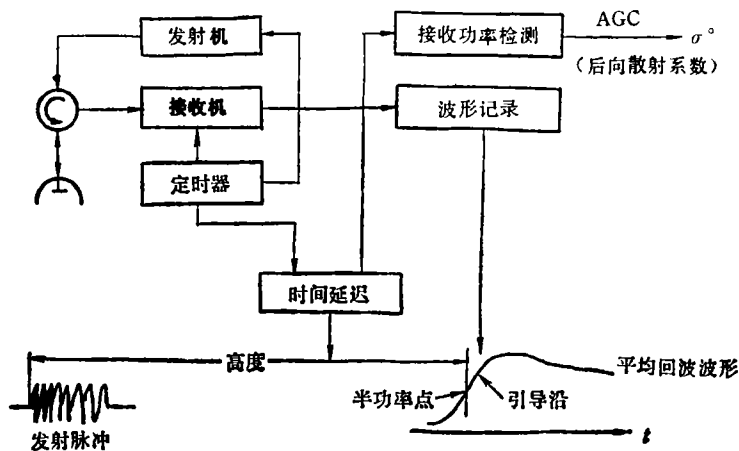 发射机
接收功率检测
AGC
σ°
(后向散射系数)
接收机
波形记录
定时器
时间延迟
高度
平均回波波形
半功率点
引导沿
发射脉冲
t